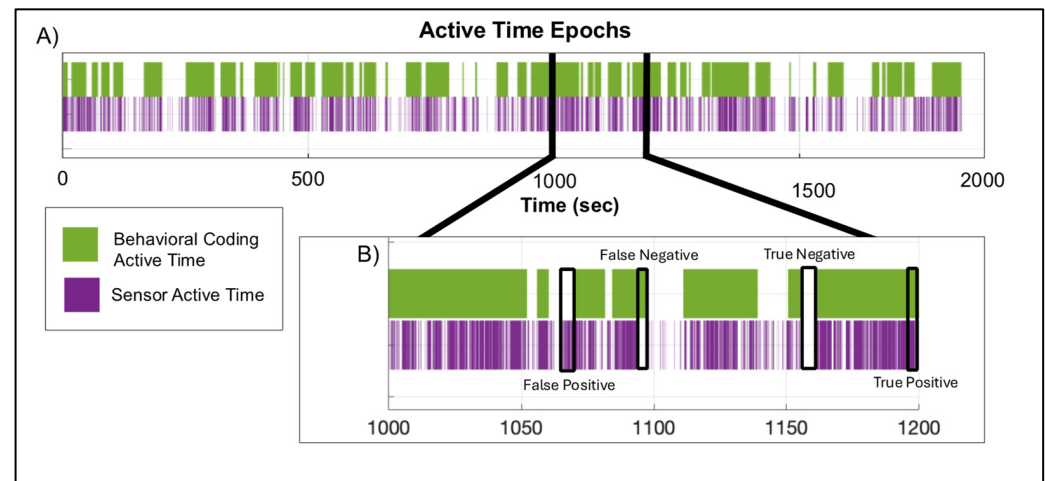 A)
Active Time Epochs
0
500
1000
1500
2000
Time (sec)
Behavioral Coding
Active Time
Sensor Active Time
B)
False Negative
True Negative
False Positive
True Positive
1000
1050
1100
1150
1200